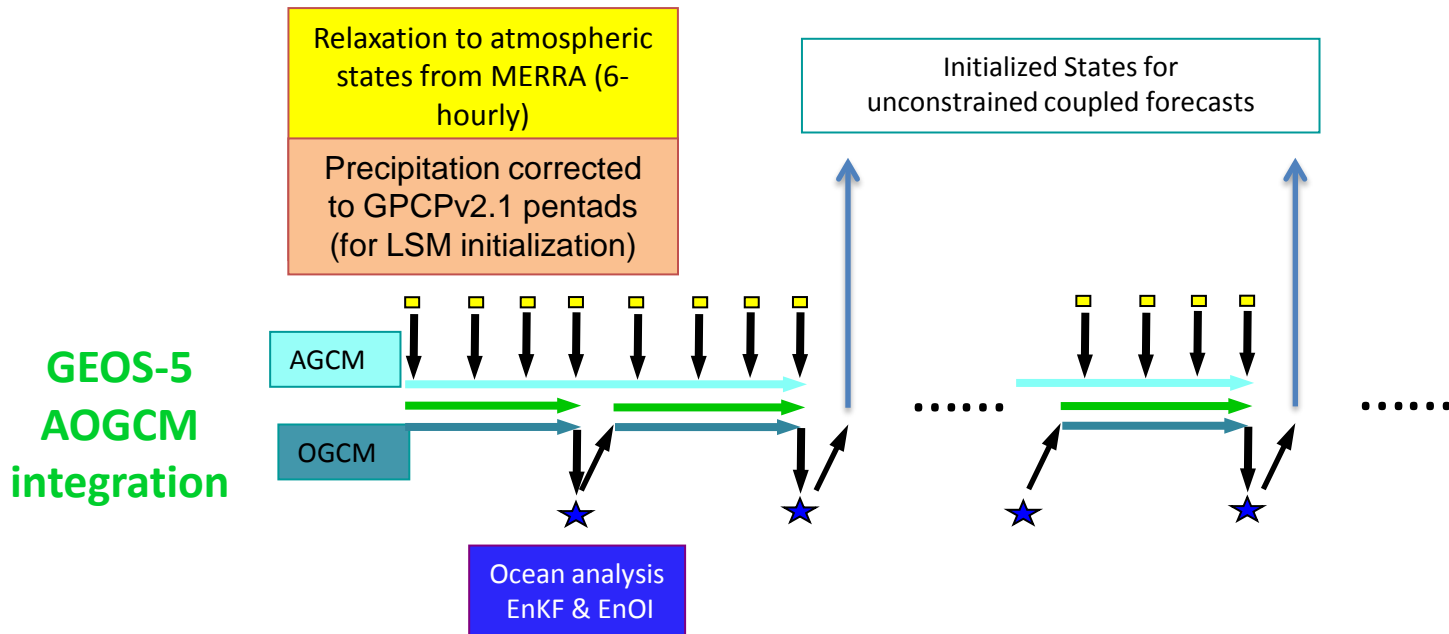 Relaxation to atmospheric
states from MERRA (6-
hourly)
Precipitation corrected
to GPCPv2.1 pentads
(for LSM initialization)
Initialized States for
unconstrained coupled forecasts
GEOS-5
AOGCM
integration
AGCM
OGCM
Ocean analysis
EnKF & EnOI